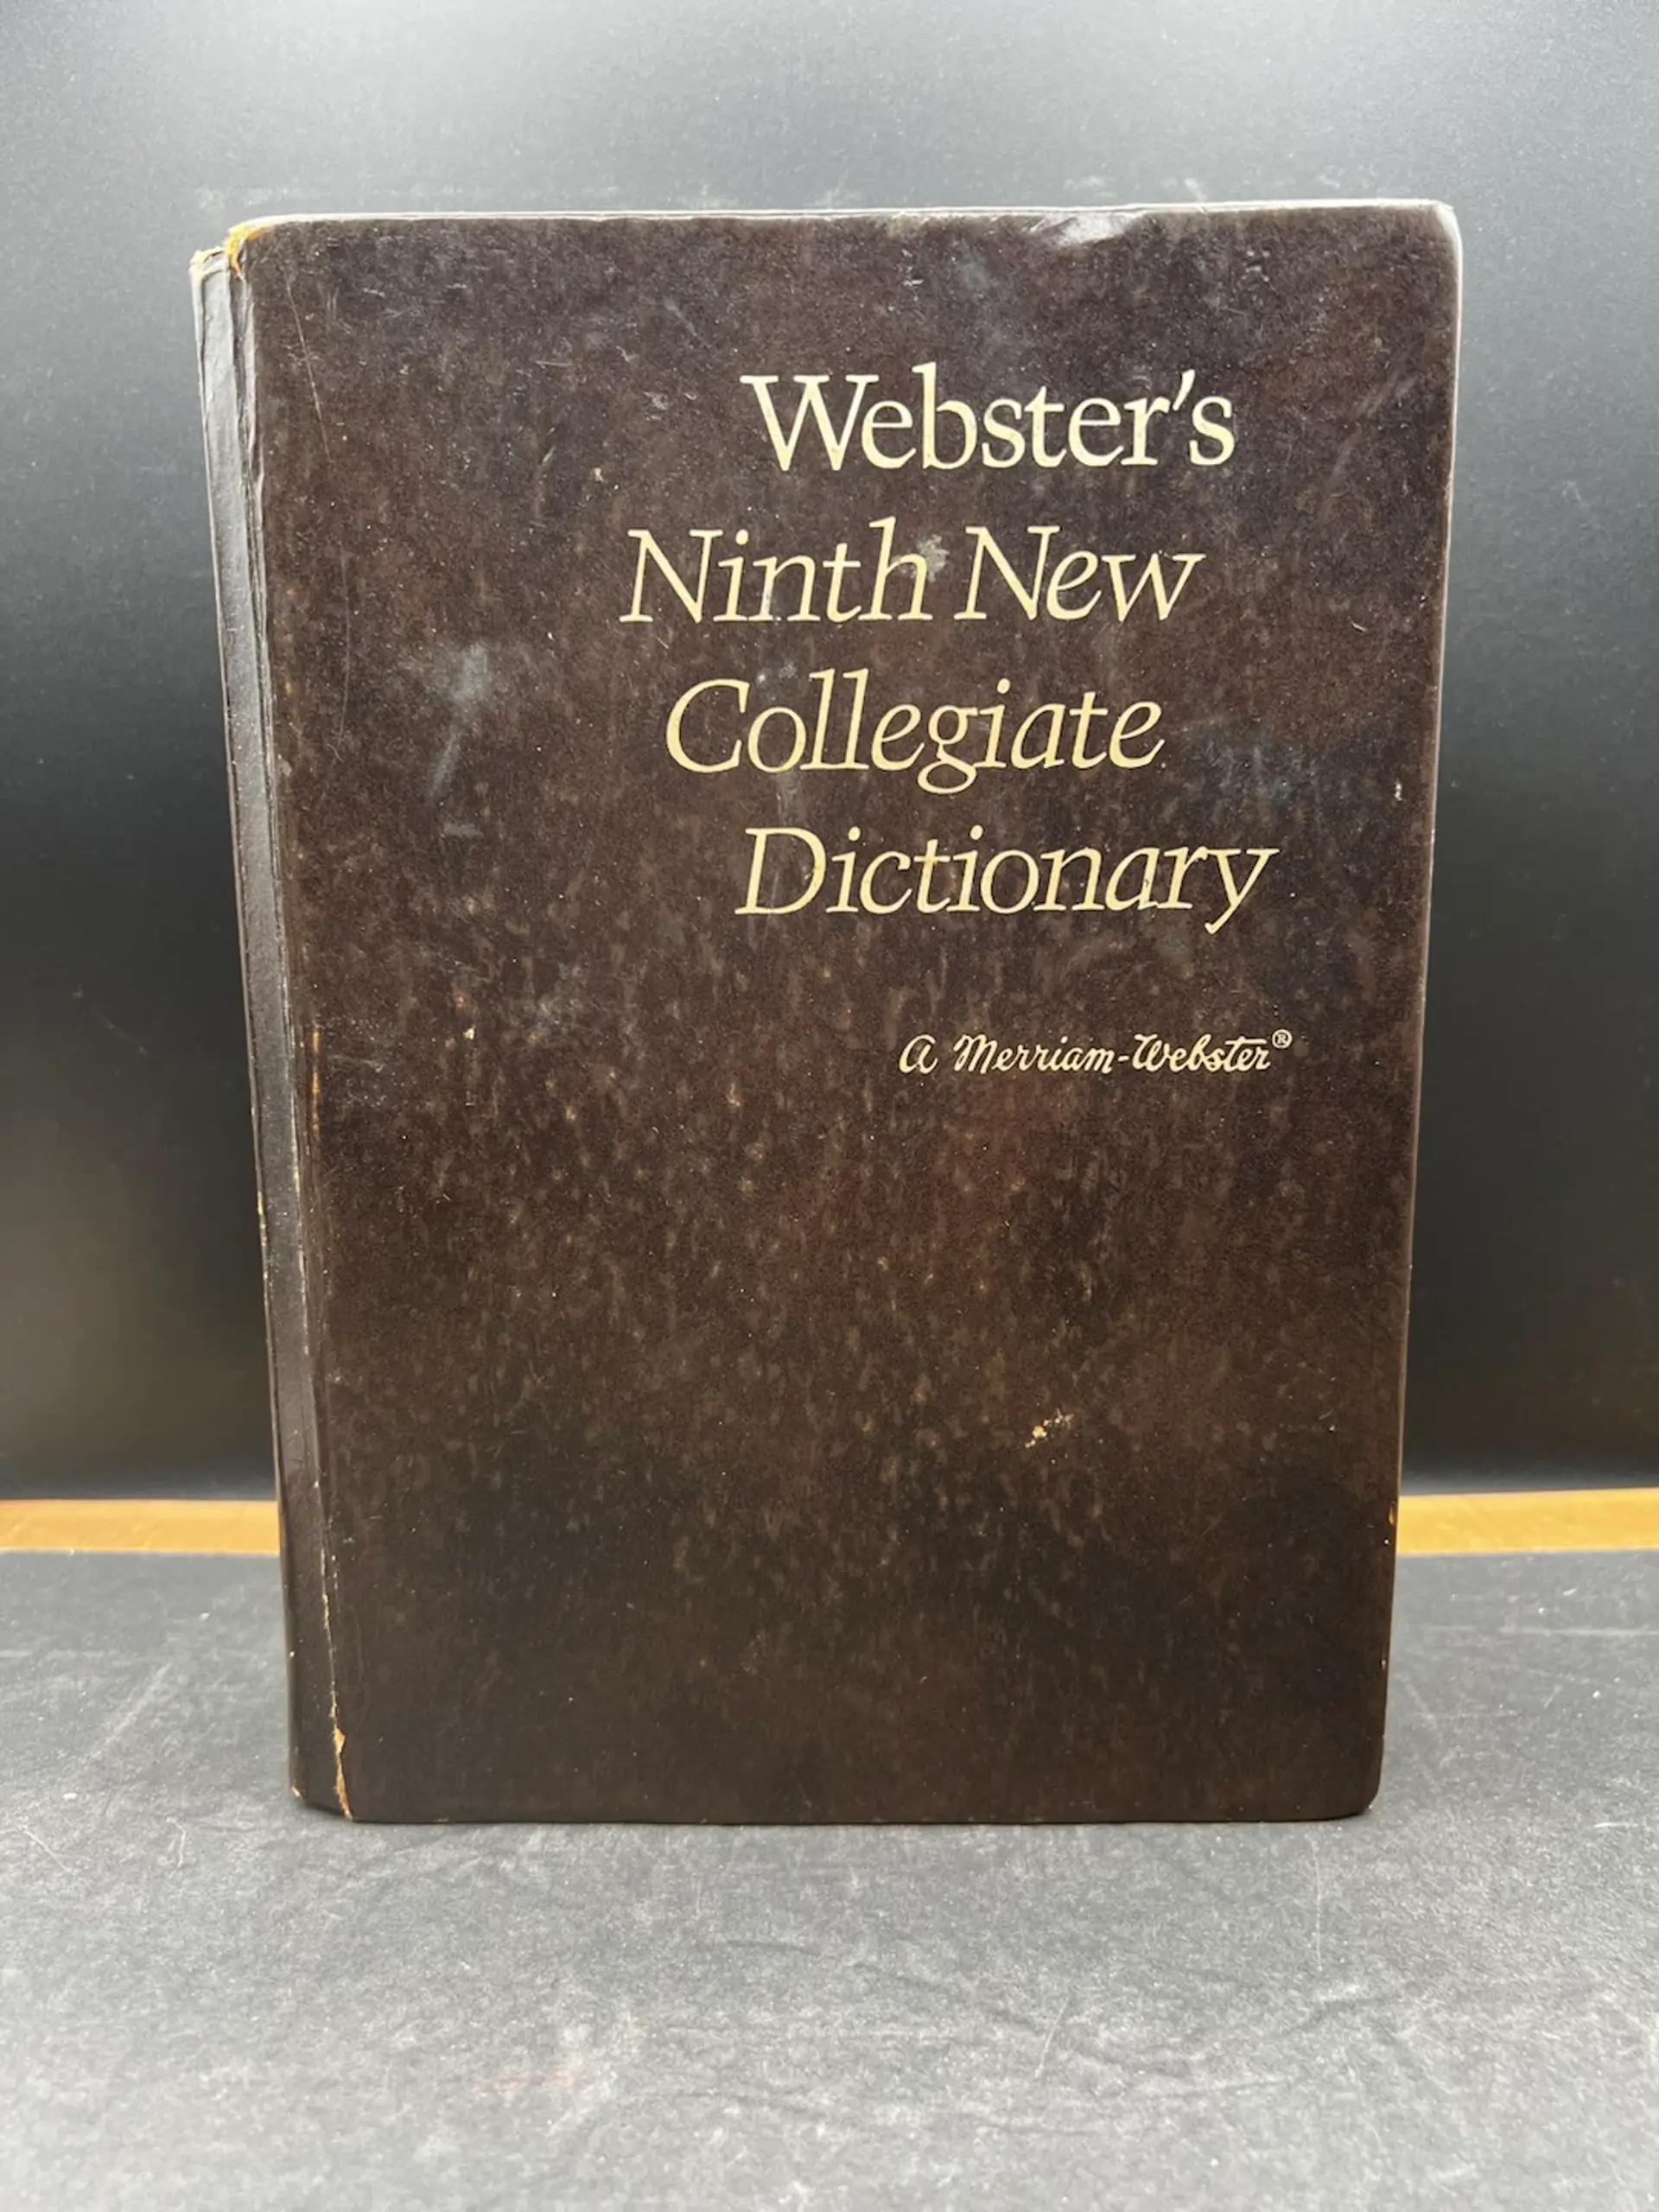 Webster's
Ninth New
Collegiate
Dictionary
A Merriam-Webster®